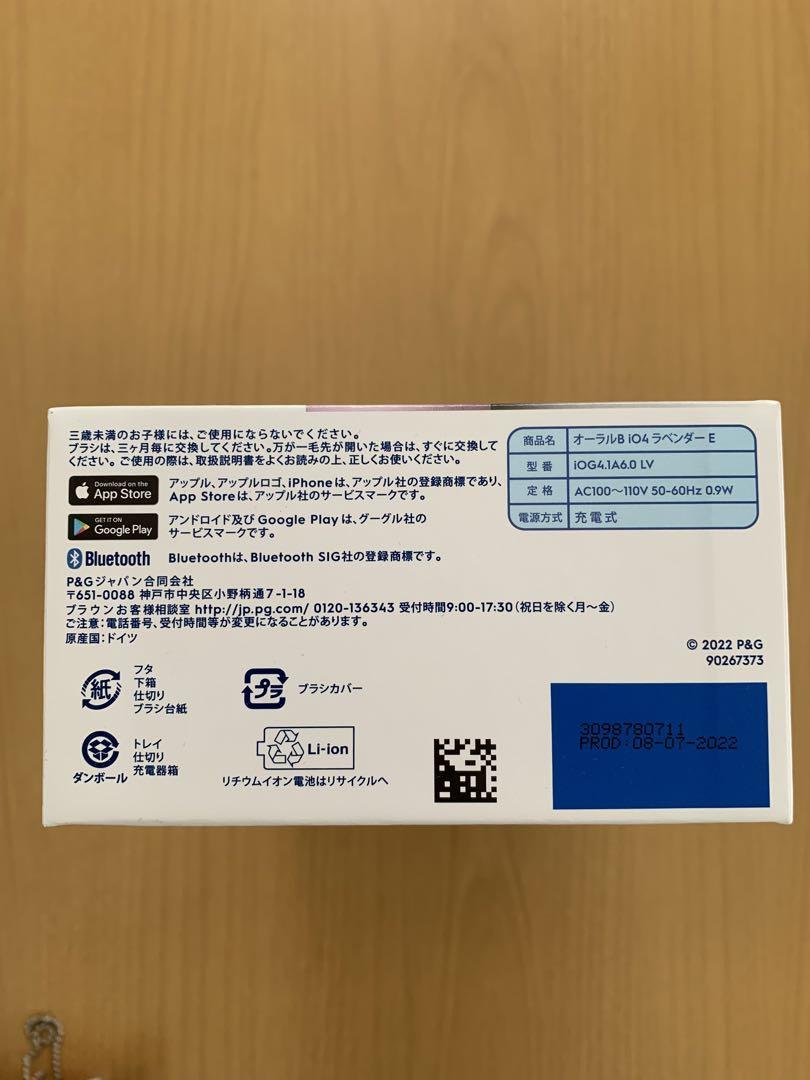 三歳未満のお子様には、ご使用にならないでください。
ブラシは、三ヶ月毎に交換してください。万が一毛先が開いた場合は、すぐに交換して
ください。ご使用の際は、取扱説明書をよくお読みの上、正しくお使いください。
Download on the
App Store
アップル、アップルロゴ、iPhoneは、アップル社の登録商標であり、
App Storeは、アップル社のサービスマークです。
GET IT ON
Google Play
アンドロイド及びGoogle Playは、グーグル社の
サービスマークです。
Bluetooth
Bluetoothは、Bluetooth SIG社の登録商標です。
P&Gジャパン合同会社
〒651-0088 神戸市中央区小野柄通7-1-18
ブラウンお客様相談室 http://jp.pg.com/ 0120-136343 受付時間9:00-17:30(祝日を除く月〜金)
ご注意:電話番号、受付時間等が変更になることがあります。
原産国:ドイツ
商品名 オーラルB iO4 ラベンダー E
型番 iOG4.1A6.0 LV
定格 AC100〜110V 50-60Hz 0.9W
電源方式 充電式
© 2022 P&G
90267373
紙
フタ
下箱
仕切り
ブラシ台紙
プラ
ブラシカバー
ダンボール
トレイ
仕切り
充電器箱
Li-ion
リチウムイオン電池はリサイクルへ
3098780711
PROD:08-07-2022